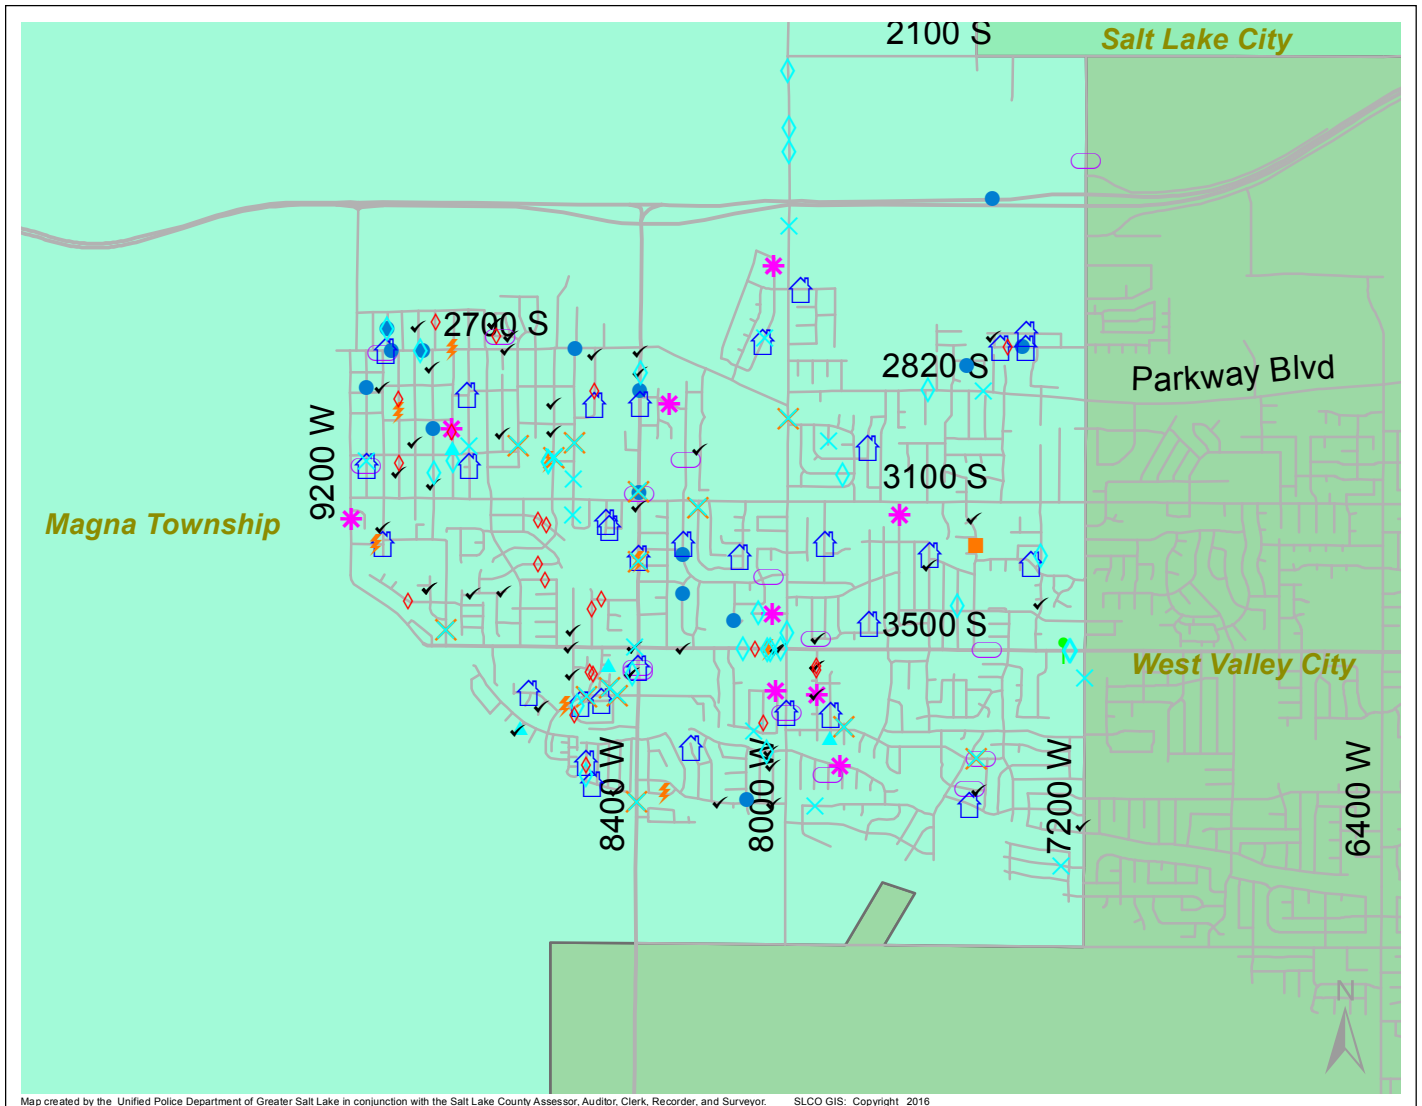 2100 S
Salt Lake City
2700 S
2820 S
Parkway Blvd
9200 W
3100 S
Magna Township
3500 S
West Valley City
8400 W
8000 W
7200 W
6400 W
N
Map created by the Unified Police Department of Greater Salt Lake in conjunction with the Salt Lake County Assessor, Auditor, Clerk, Recorder, and Surveyor. SLCO GIS: Copyright 2016